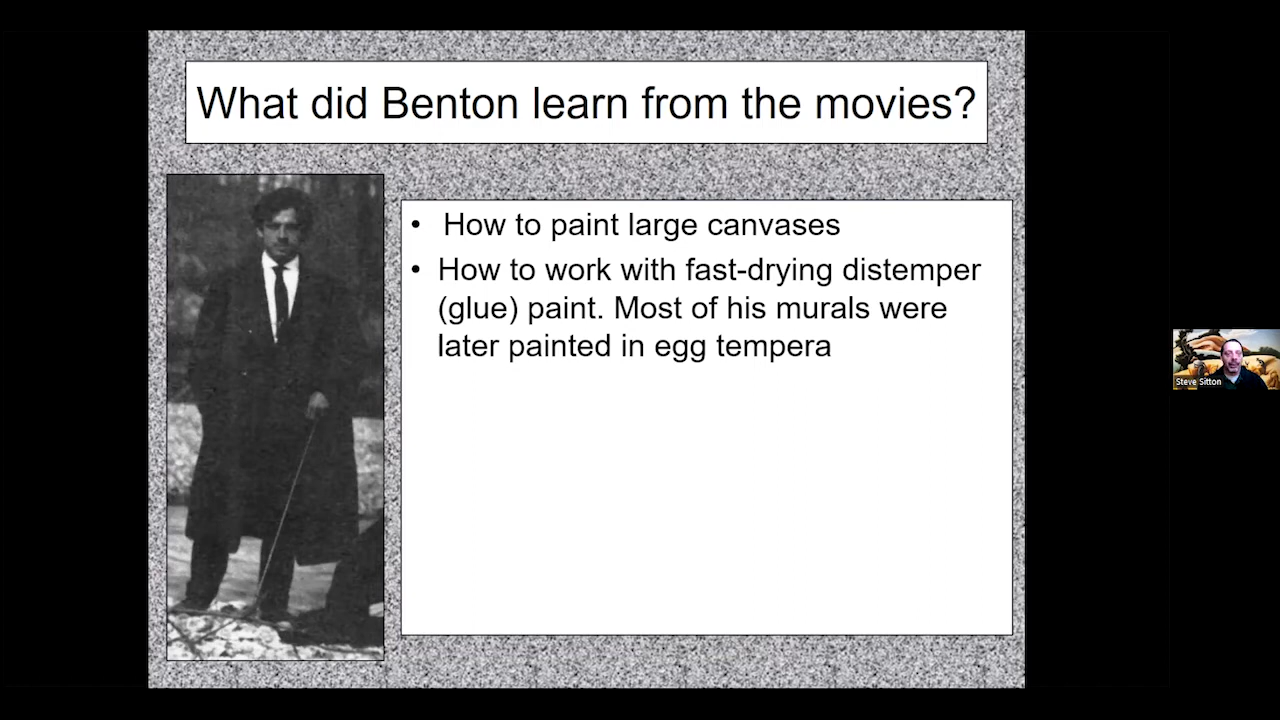 What did Benton learn from the movies?
• How to paint large canvases
• How to work with fast-drying distemper
(glue) paint. Most of his murals were
later painted in egg tempera
Steve Sitton